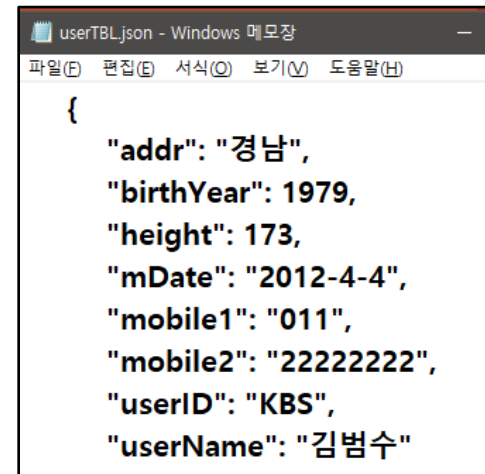 userTBL.json - Windows 메모장
파일(F) 편집(E) 서식(O) 보기(V) 도움말(H)
{
"addr": "경남",
"birthYear": 1979,
"height": 173,
"mDate": "2012-4-4",
"mobile1": "011",
"mobile2": "22222222",
"userID": "KBS",
"userName": "김범수"